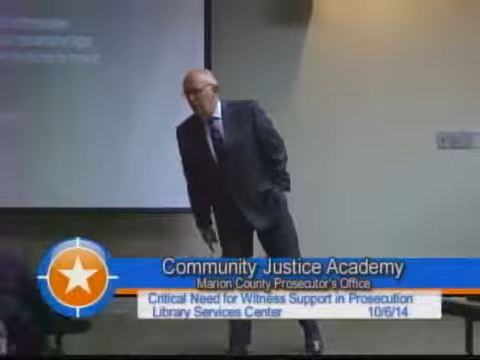 Community Justice Academy
Marion County Prosecutor's Office
Critical Need for Witness Support in Prosecution
Library Services Center 10/6/14